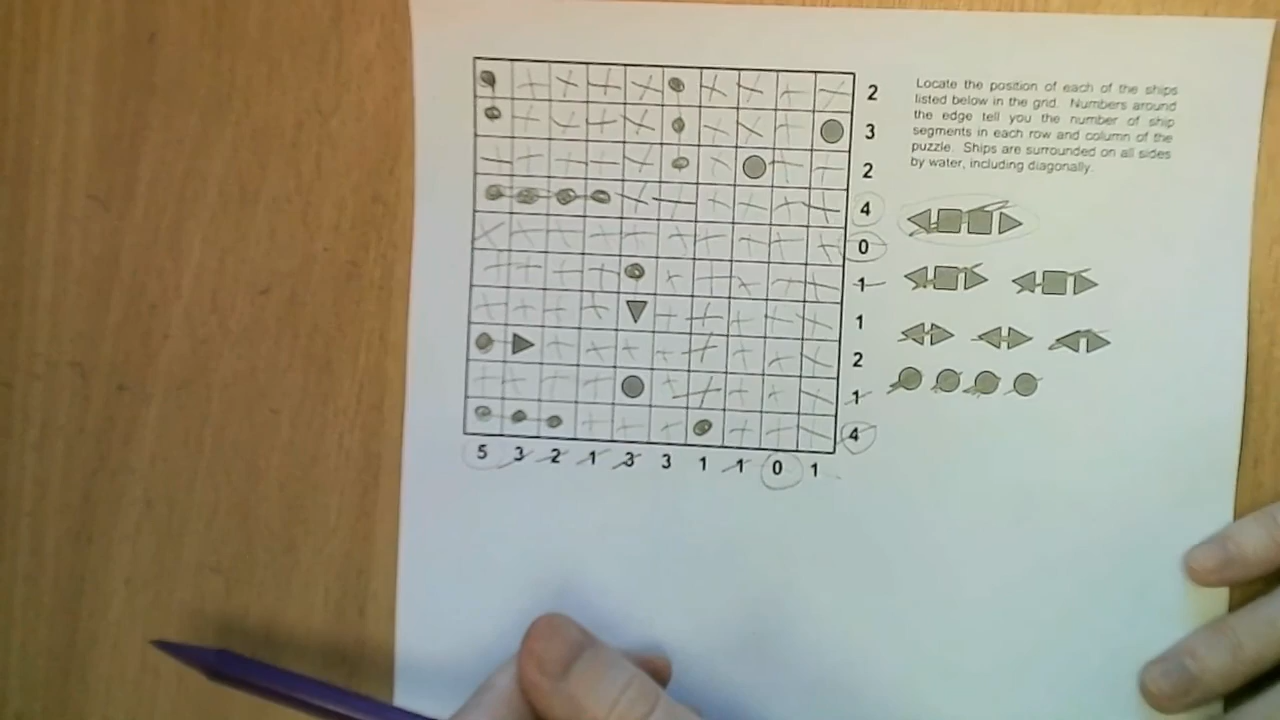 Locate the position of each of the ships
listed below in the grid. Numbers around
the edge tell you the number of ship
segments in each row and column of the
puzzle. Ships are surrounded on all sides
by water, including diagonally.
2
3
2
4
0
1
1
2
1
4
5 3 2 1 3 3 1 1 0 1